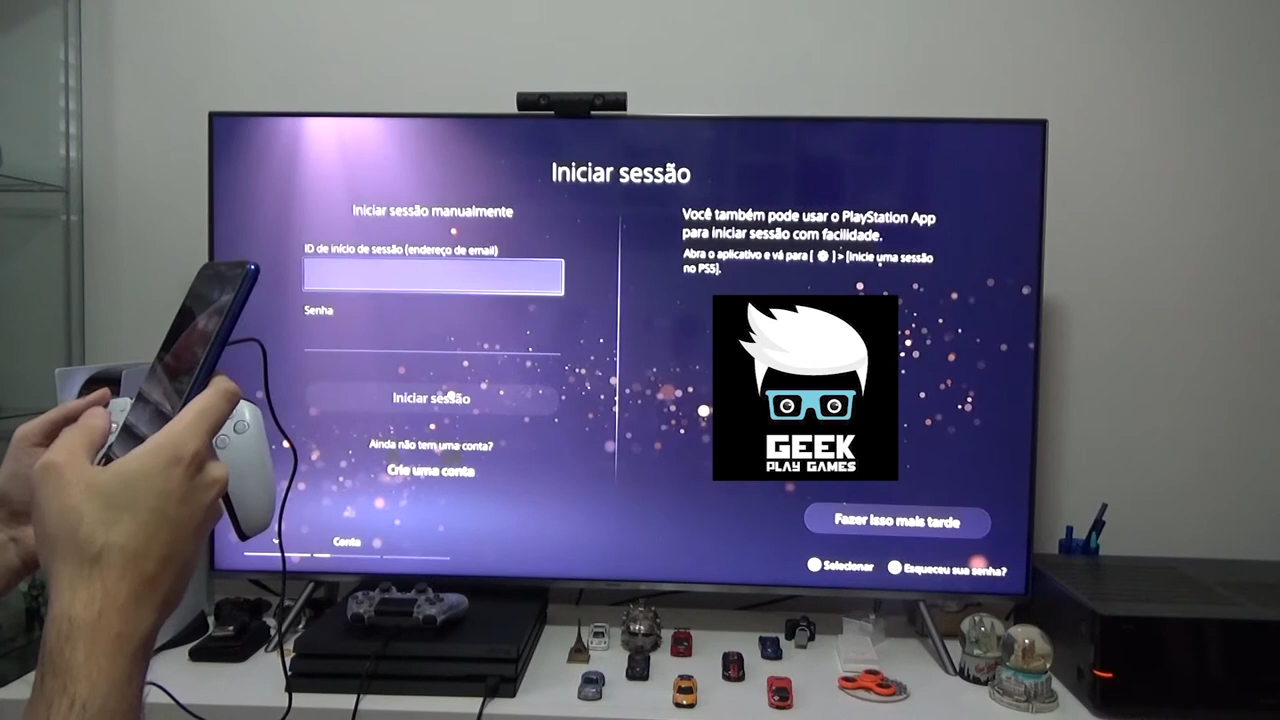 Iniciar sessão
Iniciar sessão manualmente
ID de início de sessão (endereço de email)
Senha
Iniciar sessão
Ainda não tem uma conta?
Crie uma conta
Conta
Você também pode usar o PlayStation App
para iniciar sessão com facilidade.
Abra o aplicativo e vá para [ ] > [Inicie uma sessão
no PS5].
GEEK
PLAY GAMES
Fazer isso mais tarde
Selecionar
Esqueceu sua senha?